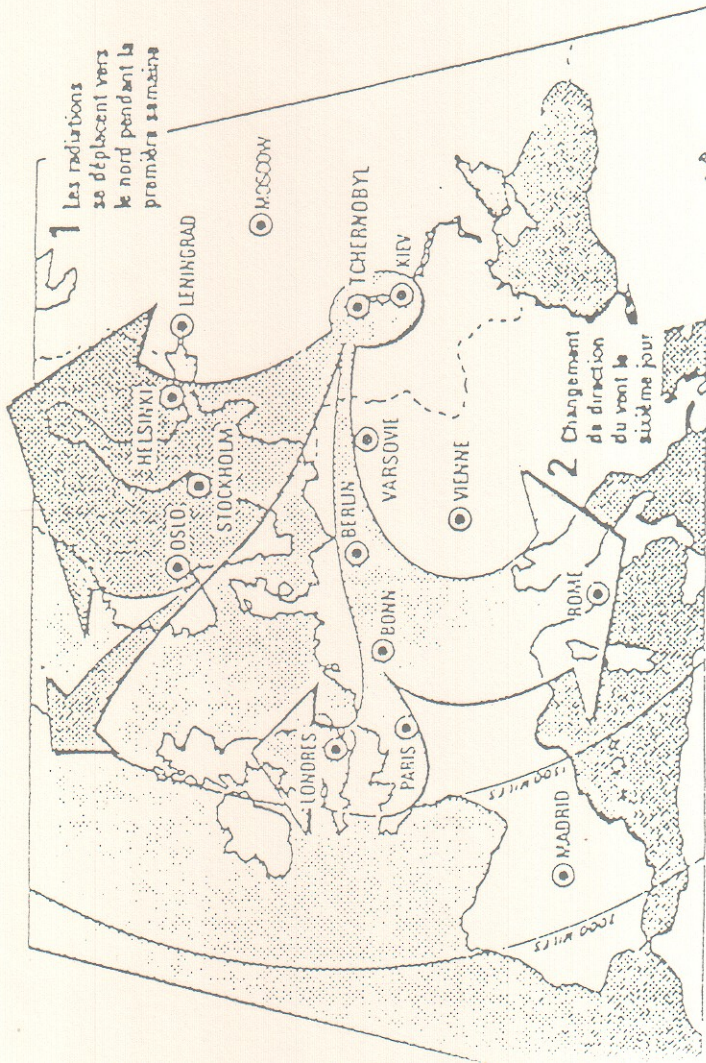 1 Les radiations
se déplacent vers
le nord pendant la
première semaine
LENINGRAD
MOSCOW
HELSINKI
STOCKHOLM
OSLO
TCHERNOBYL
KIEV
VARSOVIE
BERLIN
BONN
VIENNE
LONDRES
PARIS
ROME
MADRID
2 Changement
de direction
du vent le
sixième jour
1500 MILES
2000 MILES